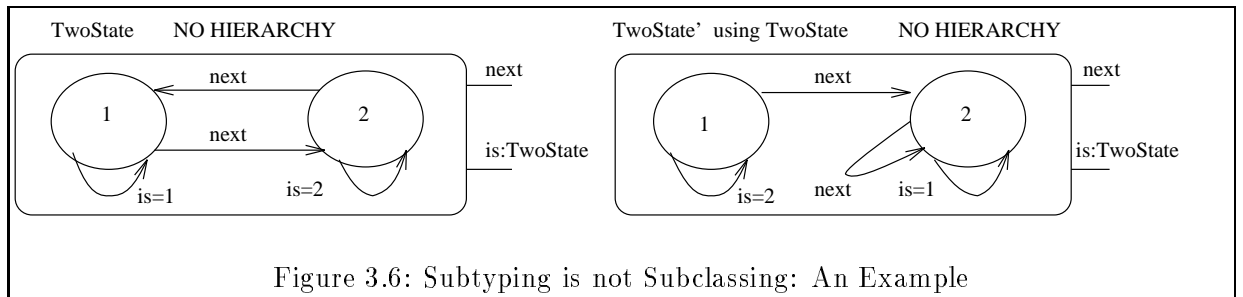 TwoState NO HIERARCHY
next
1
2
next
is=1
is=2
next
is:TwoState
TwoState' using TwoState NO HIERARCHY
next
1
2
is=2
next
is=1
next
is:TwoState
Figure 3.6: Subtyping is not Subclassing: An Example